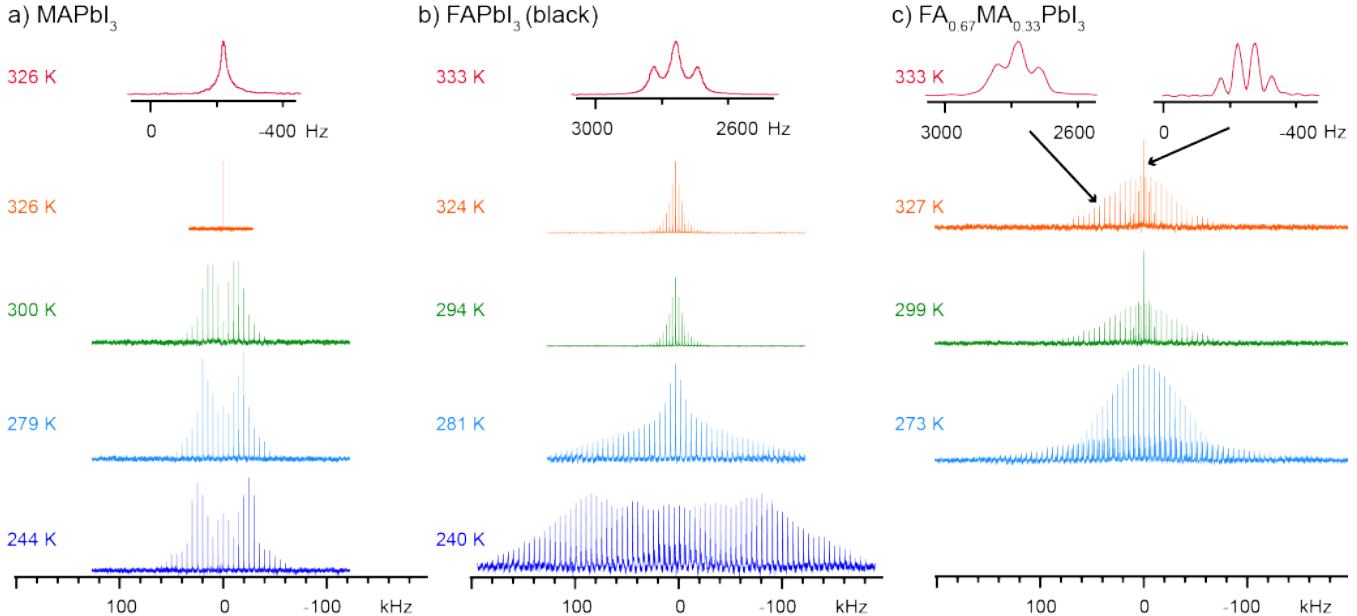 a) MAPbI3
326 K
0 -400 Hz
326 K
300 K
279 K
244 K
100 0 -100 kHz
b) FAPbI3 (black)
333 K
3000 2600 Hz
324 K
294 K
281 K
240 K
100 0 -100 kHz
c) FA0.67MA0.33PbI3
333 K
3000 2600 0 -400 Hz
327 K
299 K
273 K
100 0 -100 kHz